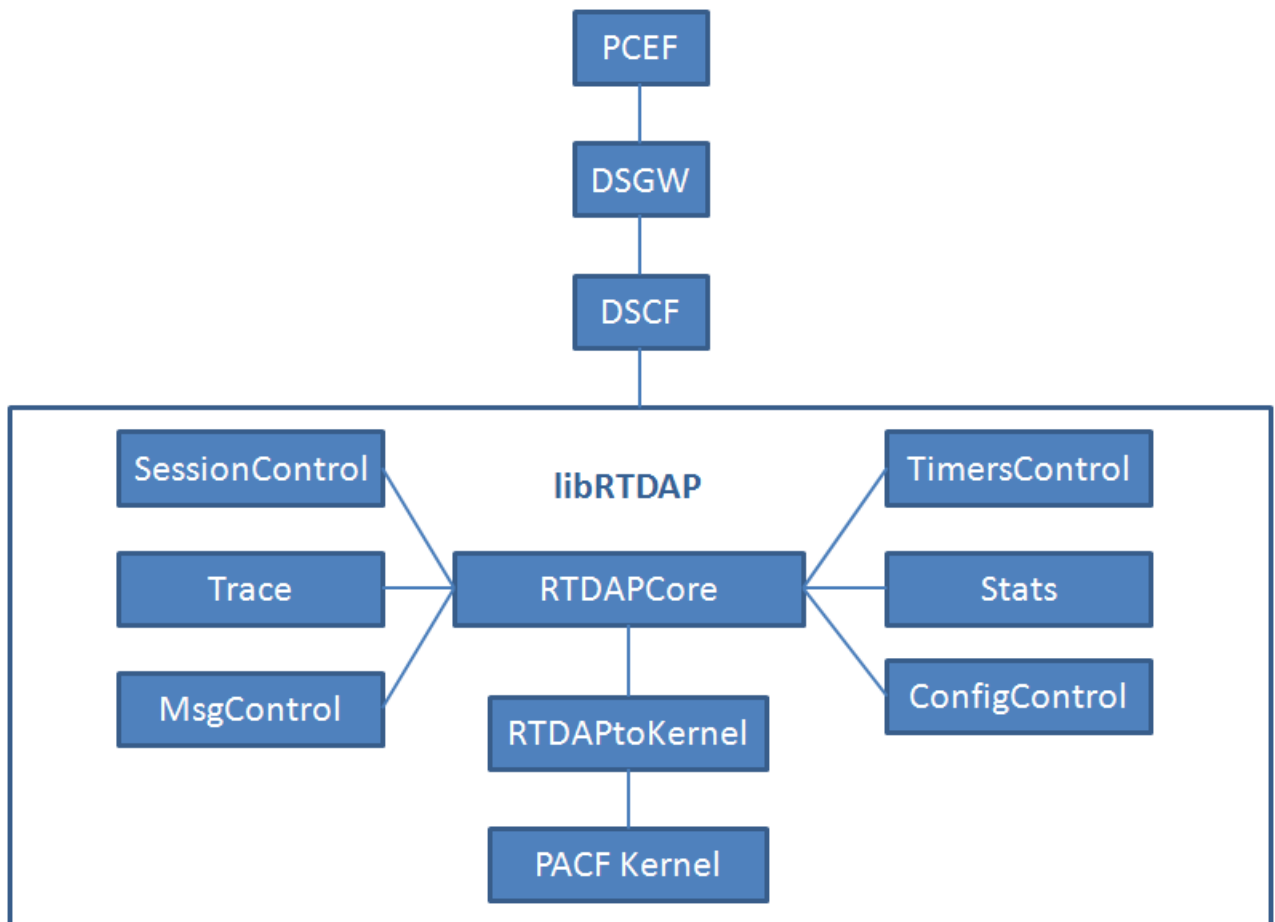 PCEF
DSGW
DSCF
SessionControl
libRTDAP
TimersControl
Trace
RTDAPCore
Stats
MsgControl
RTDAPtoKernel
ConfigControl
PACF Kernel